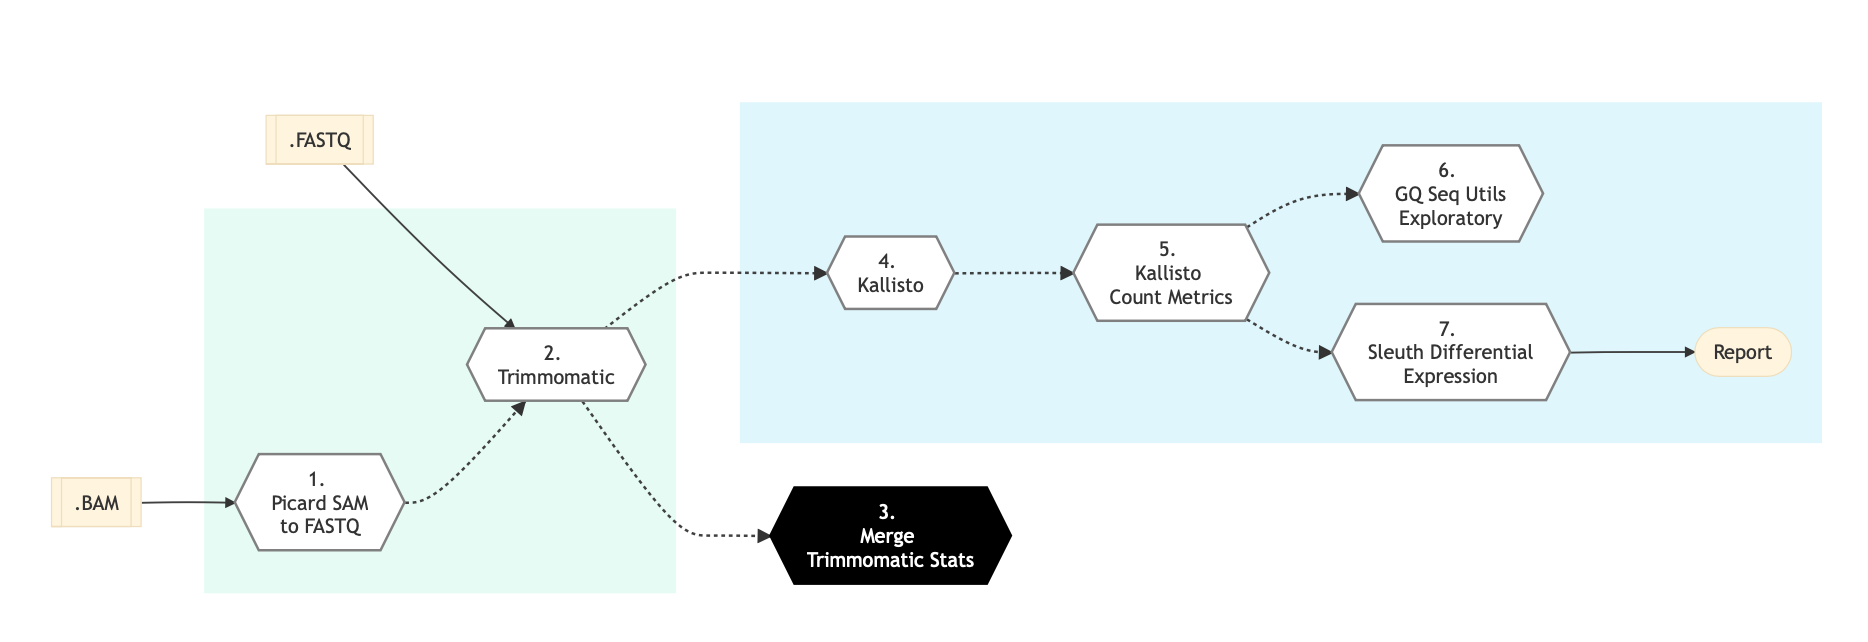 .FASTQ
.BAM
1.
Picard SAM
to FASTQ
2.
Trimmomatic
3.
Merge
Trimmomatic Stats
4.
Kallisto
5.
Kallisto
Count Metrics
6.
GQ Seq Utils
Exploratory
7.
Sleuth Differential
Expression
Report